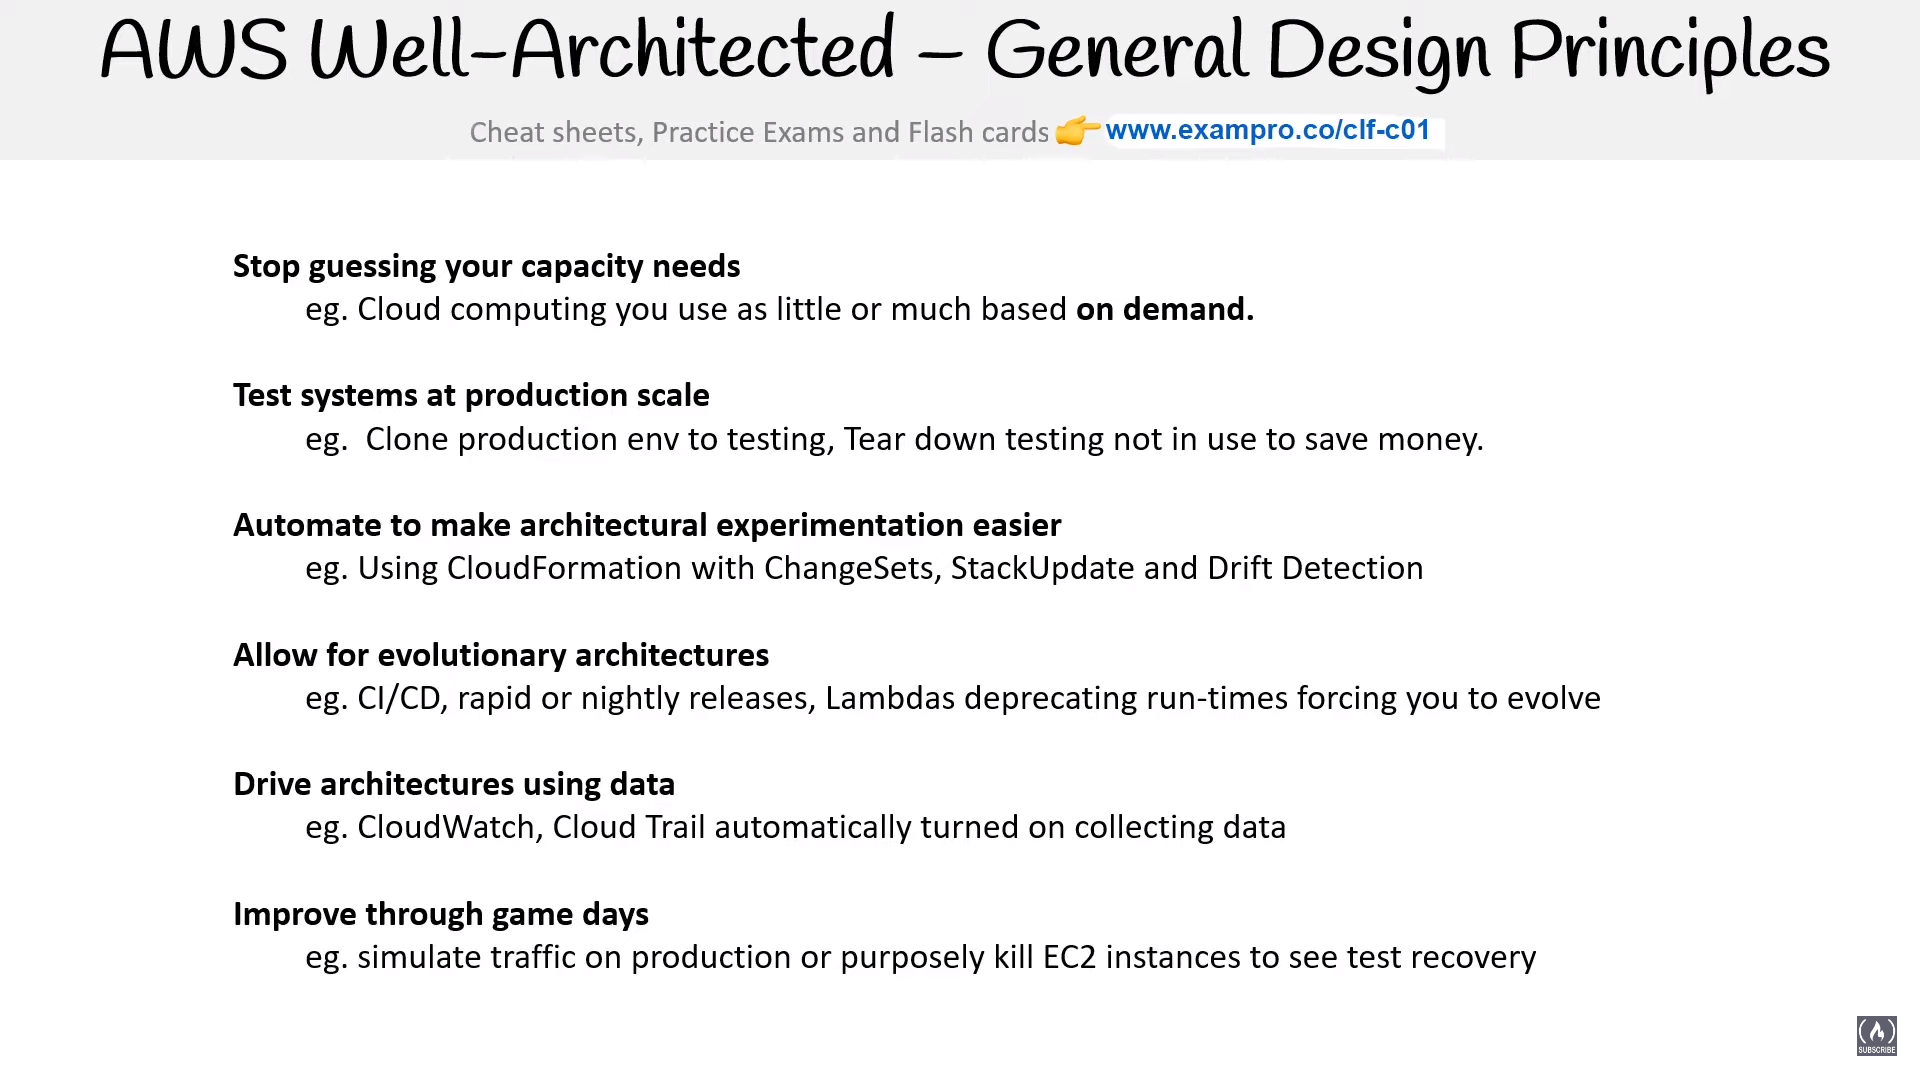 AWS Well-Architected – General Design Principles
Cheat sheets, Practice Exams and Flash cards 👉 www.exampro.co/clf-c01
Stop guessing your capacity needs
eg. Cloud computing you use as little or much based on demand.
Test systems at production scale
eg. Clone production env to testing, Tear down testing not in use to save money.
Automate to make architectural experimentation easier
eg. Using CloudFormation with ChangeSets, StackUpdate and Drift Detection
Allow for evolutionary architectures
eg. CI/CD, rapid or nightly releases, Lambdas deprecating run-times forcing you to evolve
Drive architectures using data
eg. CloudWatch, Cloud Trail automatically turned on collecting data
Improve through game days
eg. simulate traffic on production or purposely kill EC2 instances to see test recovery
SUBSCRIBE